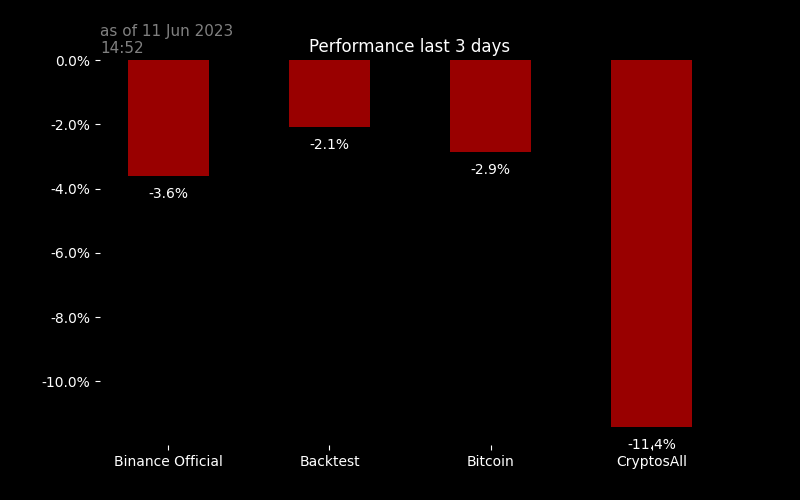 as of 11 Jun 2023
14:52
Performance last 3 days
0.0%
-2.0%
-4.0%
-6.0%
-8.0%
-10.0%
-3.6%
-2.1%
-2.9%
-11.4%
Binance Official
Backtest
Bitcoin
CryptosAll